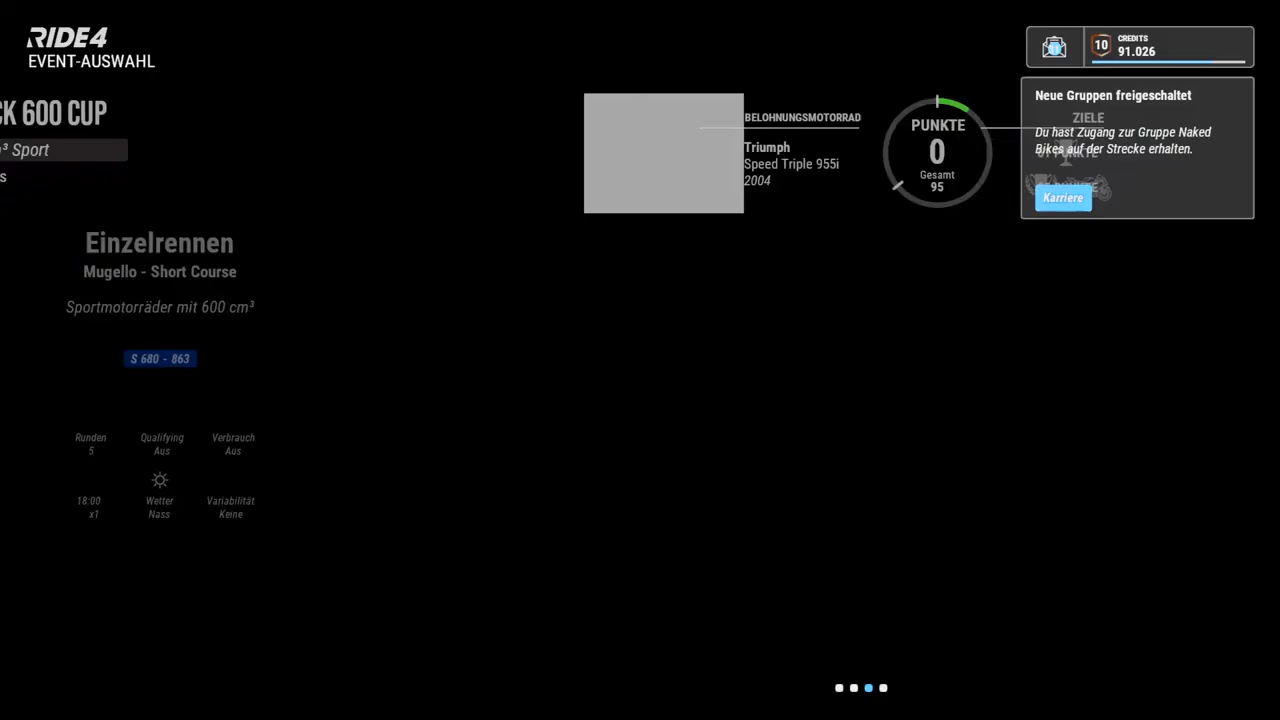 RIDE4
EVENT-AUSWAHL
CK 600 CUP
³ Sport
s
Einzelrennen
Mugello - Short Course
Sportmotorräder mit 600 cm³
S 680 - 863
Runden
5
Qualifying
Aus
Verbrauch
Aus
18:00
x1
Wetter
Nass
Variabilität
Keine
BELOHNUNGSMOTORRAD
Triumph
Speed Triple 955i
2004
PUNKTE
0
Gesamt
95
10
CREDITS
91.026
Neue Gruppen freigeschaltet
ZIELE
Du hast Zugang zur Gruppe Naked
Bikes auf der Strecke erhalten.
PUNKTE
Karriere